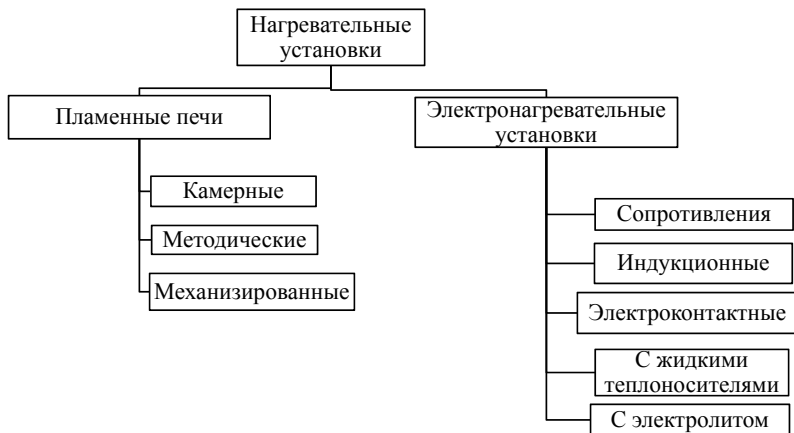 Нагревательные
установки
Пламенные печи
Электронагревательные
установки
Камерные
Методические
Механизированные
Сопротивления
Индукционные
Электроконтактные
С жидкими
теплоносителями
С электролитом